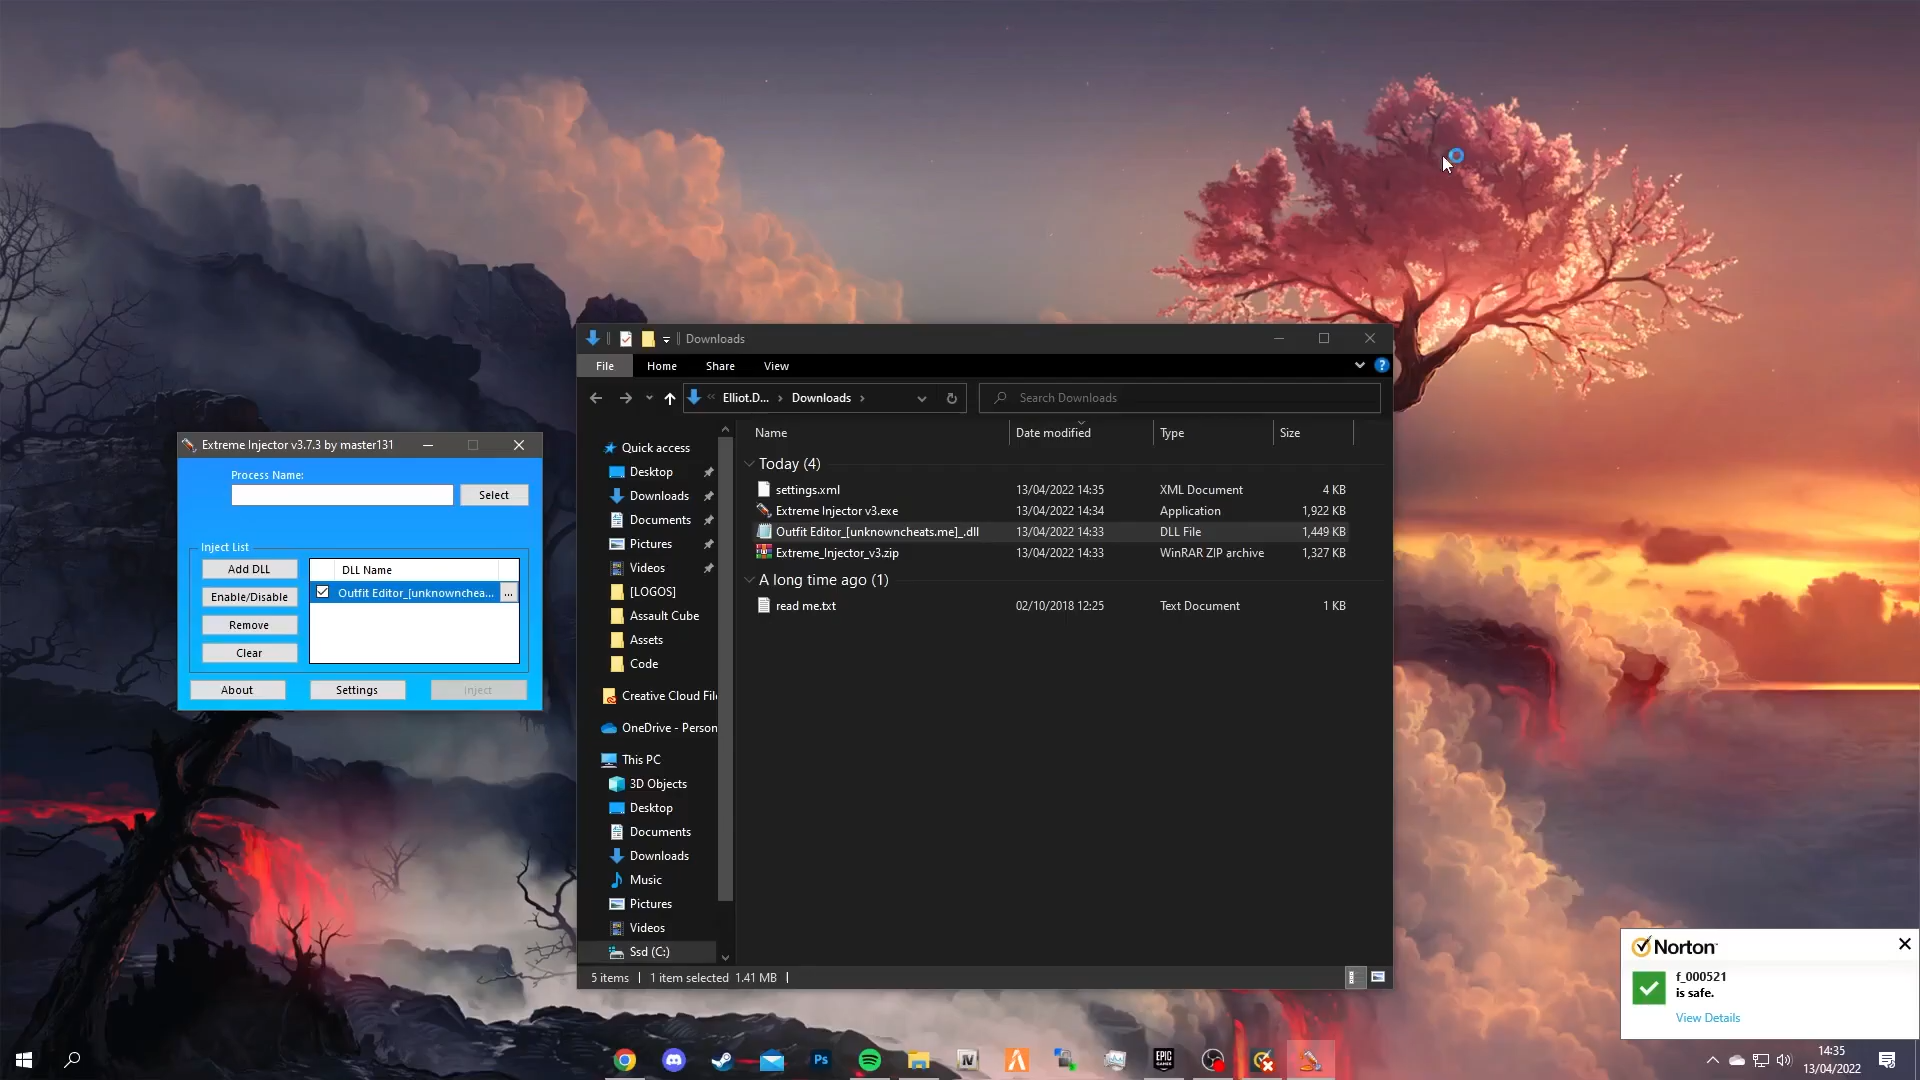 Downloads
File
Home
Share
View
Elliot.D...
Downloads
Search Downloads
Quick access
Desktop
Downloads
Documents
Pictures
Videos
[LOGOS]
Assault Cube
Assets
Code
Creative Cloud Fil
OneDrive - Person
This PC
3D Objects
Desktop
Documents
Downloads
Music
Pictures
Videos
Ssd (C:)
Name Date modified Type Size
Today (4)
settings.xml 13/04/2022 14:35 XML Document 4 KB
Extreme Injector v3.exe 13/04/2022 14:34 Application 1,922 KB
Outfit Editor_[unknowncheats.me]_.dll 13/04/2022 14:33 DLL File 1,449 KB
Extreme_Injector_v3.zip 13/04/2022 14:33 WinRAR ZIP archive 1,327 KB
A long time ago (1)
read me.txt 02/10/2018 12:25 Text Document 1 KB
5 items 1 item selected 1.41 MB
Extreme Injector v3.7.3 by master131
Process Name:
Select
Inject List
Add DLL
Enable/Disable
Remove
Clear
DLL Name
Outfit Editor_[unknownchea...
...
About
Settings
Inject
Norton
f_000521
is safe.
View Details
Ps
IV
EPIC
GAMES
14:35
13/04/2022